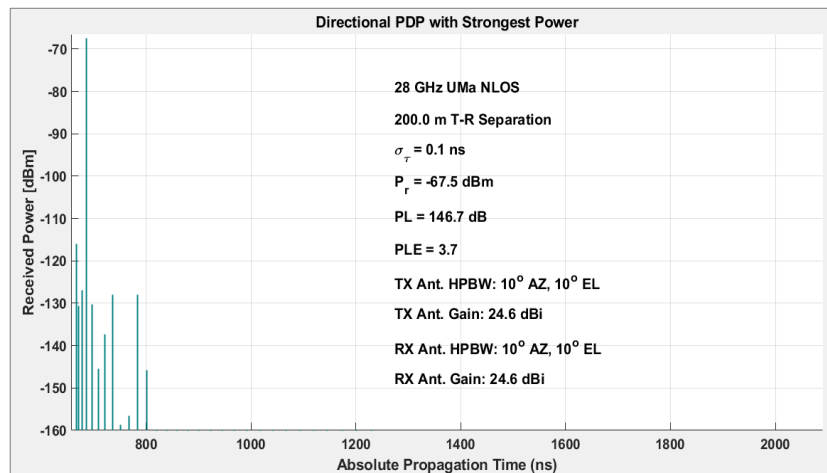 Directional PDP with Strongest Power
Received Power [dBm]
-70
-80
-90
-100
-110
-120
-130
-140
-150
-160
28 GHz UMa NLOS
200.0 m T-R Separation
στ = 0.1 ns
Pr = -67.5 dBm
PL = 146.7 dB
PLE = 3.7
TX Ant. HPBW: 10° AZ, 10° EL
TX Ant. Gain: 24.6 dBi
RX Ant. HPBW: 10° AZ, 10° EL
RX Ant. Gain: 24.6 dBi
800 1000 1200 1400 1600 1800 2000
Absolute Propagation Time (ns)